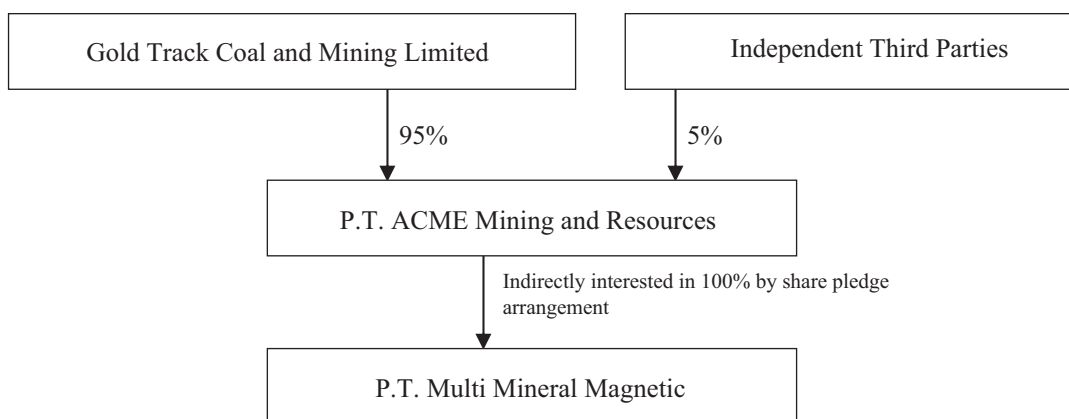 Gold Track Coal and Mining Limited
Independent Third Parties
95%
5%
P.T. ACME Mining and Resources
Indirectly interested in 100% by share pledge
arrangement
P.T. Multi Mineral Magnetic